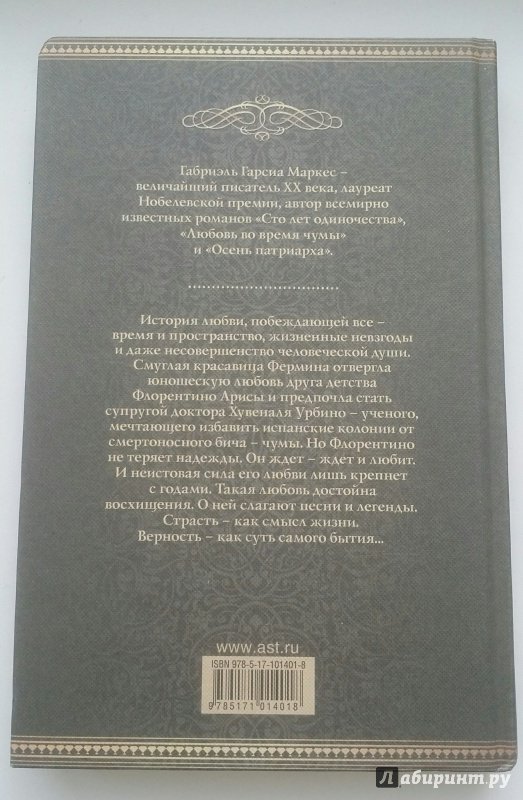 Габриэль Гарсиа Маркес –
величайший писатель XX века, лауреат
Нобелевской премии, автор всемирно
известных романов «Сто лет одиночества»,
«Любовь во время чумы»
и «Осень патриарха».
История любви, побеждающей все –
время и пространство, жизненные невзгоды
и даже несовершенство человеческой души.
Смуглая красавица Фермина отвергла
юношескую любовь друга детства
Флорентино Арисы и предпочла стать
супругой доктора Хувеналя Урбино – ученого,
мечтающего избавить испанские колонии от
смертоносного бича – чумы. Но Флорентино
не теряет надежды. Он ждет – ждет и любит.
И неистовая сила его любви лишь крепнет
с годами. Такая любовь достойна
восхищения. О ней слагают песни и легенды.
Страсть – как смысл жизни.
Верность – как суть самого бытия...
www.ast.ru
ISBN 978-5-17-101401-8
9785171014018
Лабиринт.ру